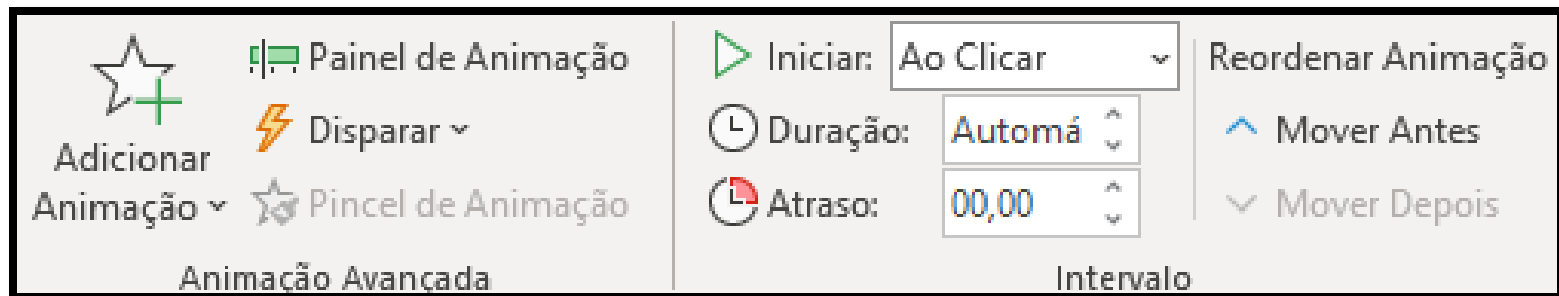 Adicionar
Animação
Painel de Animação
Disparar
Pincel de Animação
Animação Avançada
Iniciar: Ao Clicar
Duração: Automá
Atraso: 00,00
Reordenar Animação
Mover Antes
Mover Depois
Intervalo